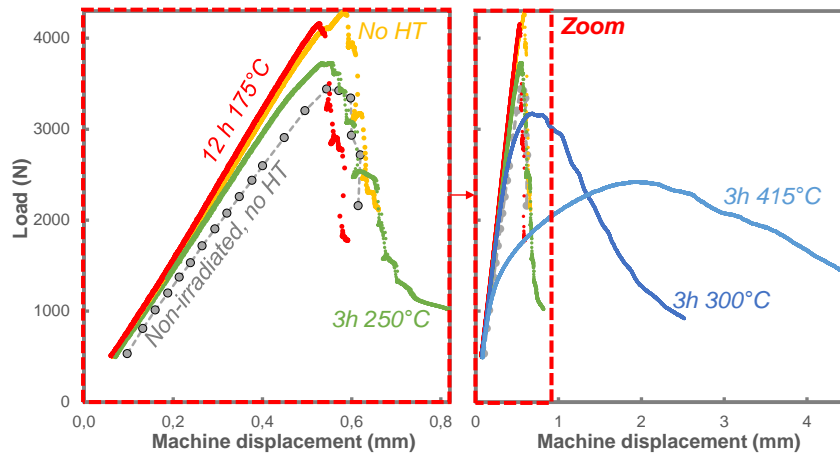 4000
3000
2000
1000
0
Load (N)
12 h 175°C
No HT
Non-irradiated, no HT
3h 250°C
0,0
0,2
0,4
0,6
0,8
Machine displacement (mm)
Zoom
3h 415°C
3h 300°C
0
1
2
3
4
Machine displacement (mm)